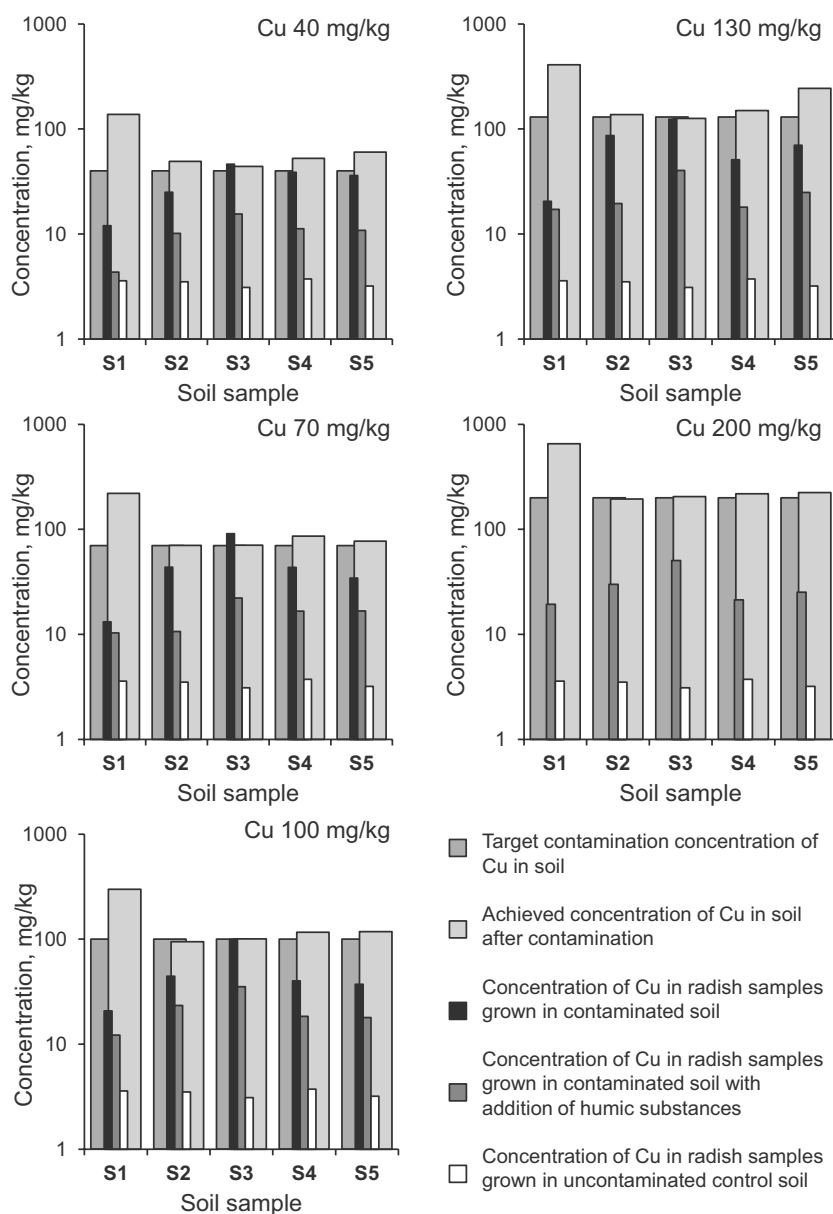 Cu 40 mg/kg
Concentration, mg/kg
1000
100
10
1
S1 S2 S3 S4 S5
Soil sample
Cu 130 mg/kg
Concentration, mg/kg
1000
100
10
1
S1 S2 S3 S4 S5
Soil sample
Cu 70 mg/kg
Concentration, mg/kg
1000
100
10
1
S1 S2 S3 S4 S5
Soil sample
Cu 200 mg/kg
Concentration, mg/kg
1000
100
10
1
S1 S2 S3 S4 S5
Soil sample
Cu 100 mg/kg
Concentration, mg/kg
1000
100
10
1
S1 S2 S3 S4 S5
Soil sample
Target contamination concentration of
Cu in soil
Achieved concentration of Cu in soil
after contamination
Concentration of Cu in radish samples
grown in contaminated soil
Concentration of Cu in radish samples
grown in contaminated soil with
addition of humic substances
Concentration of Cu in radish samples
grown in uncontaminated control soil